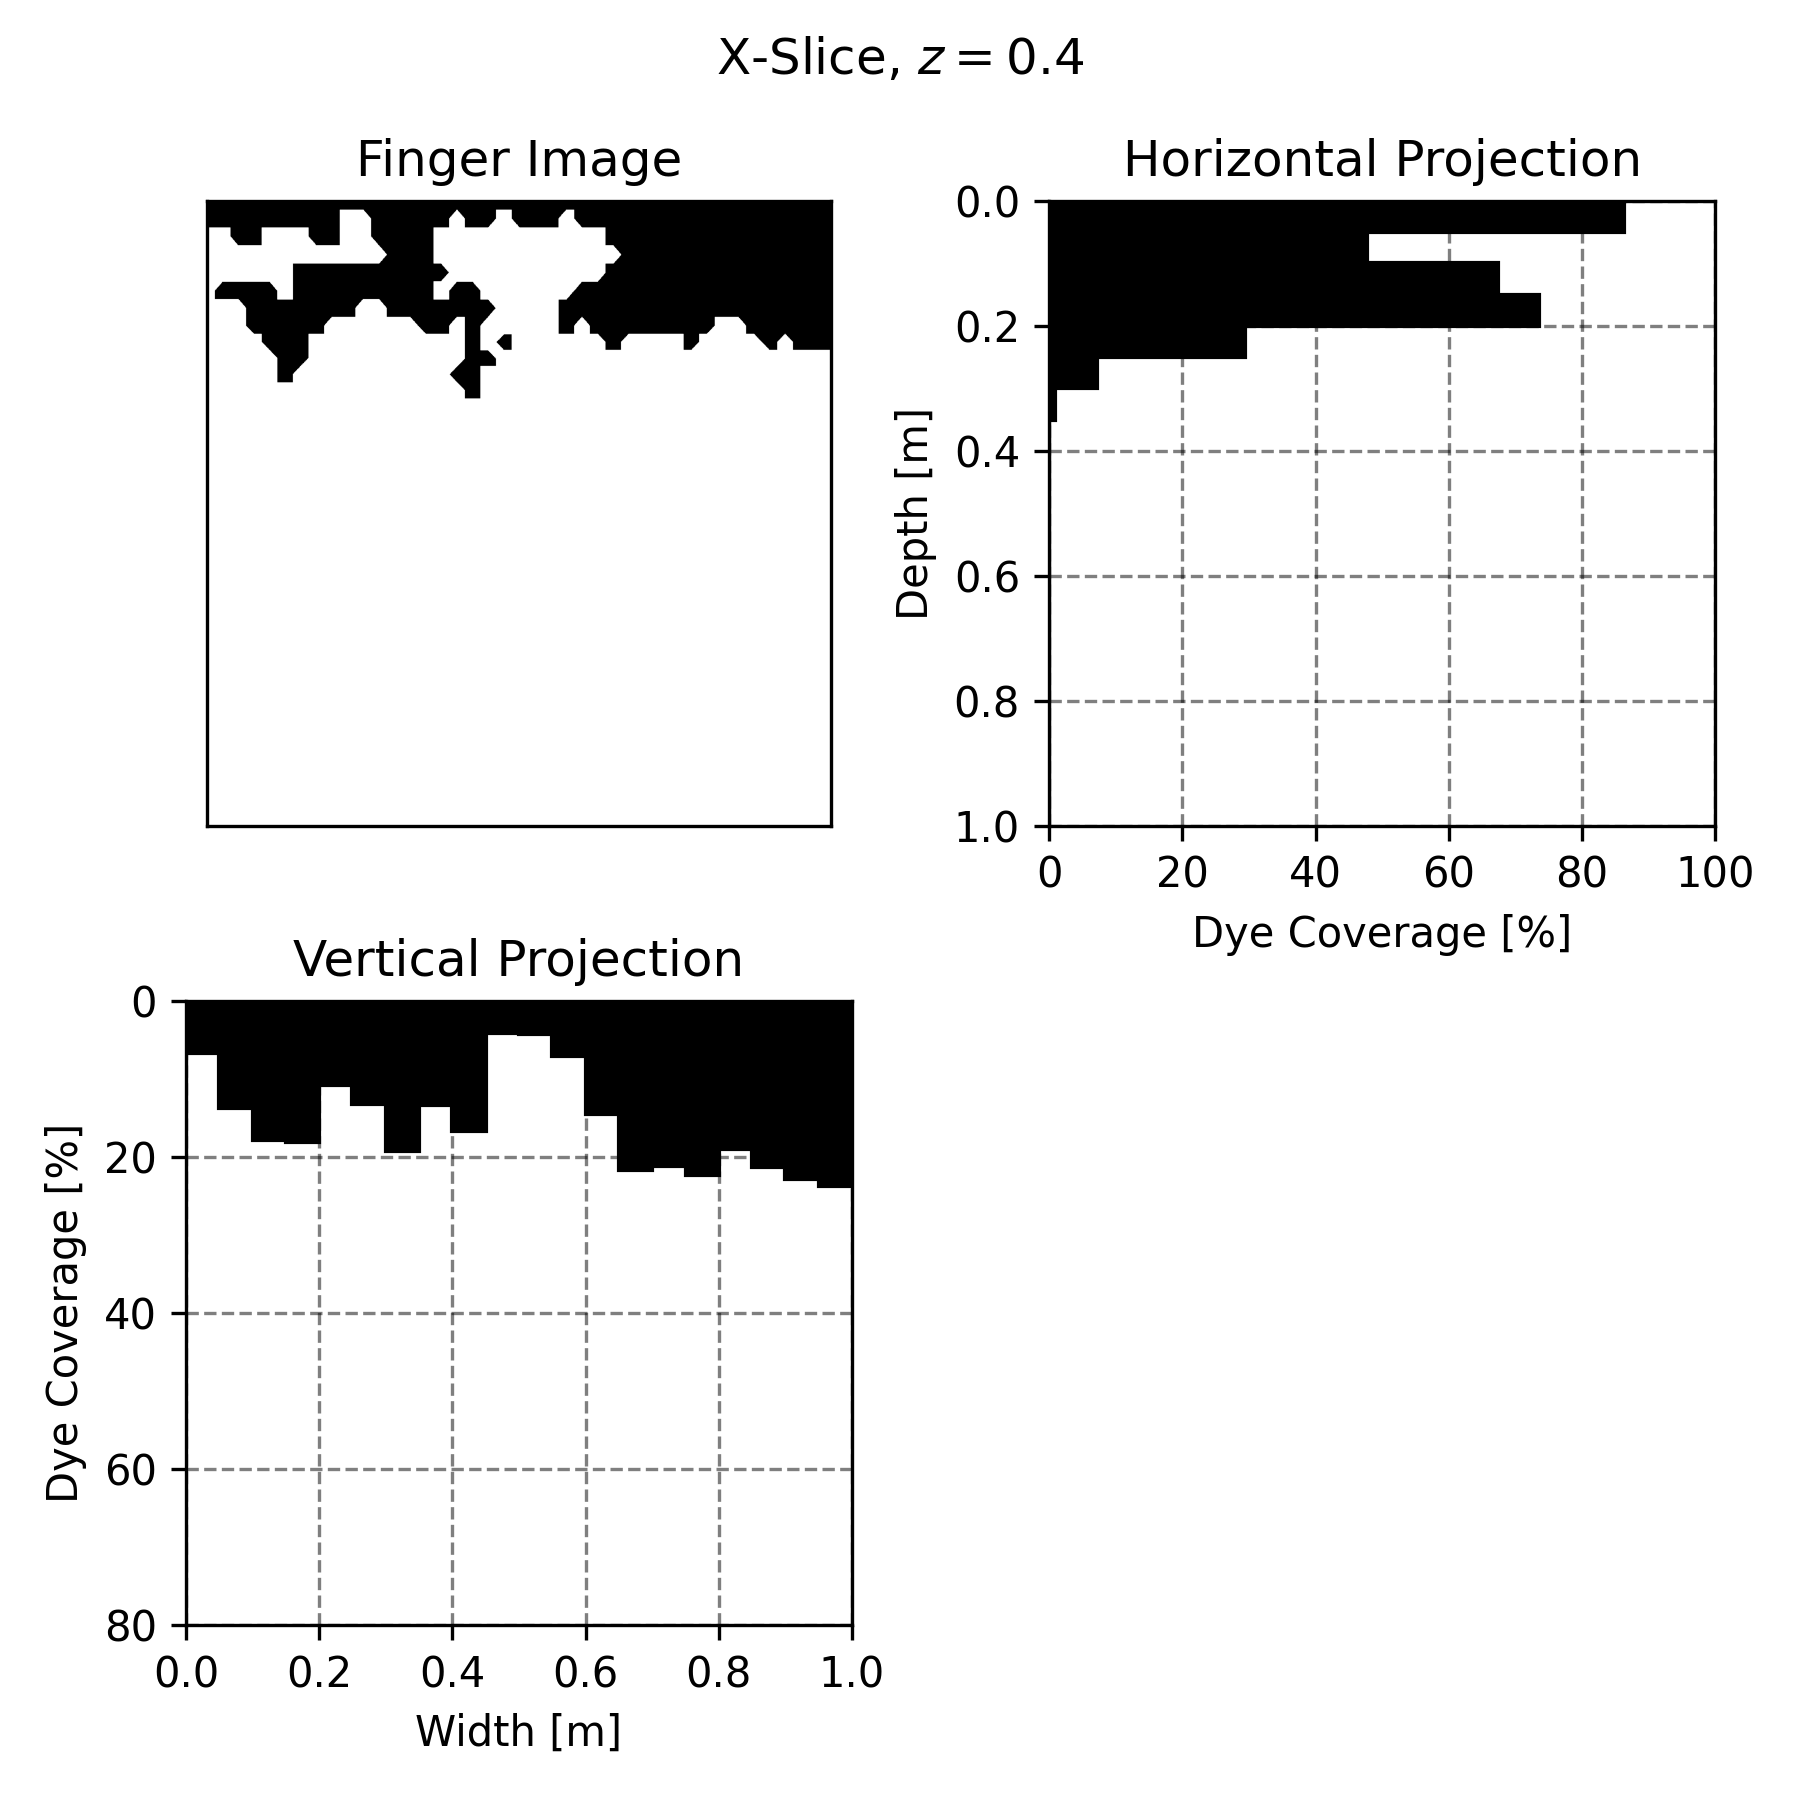 X-Slice, z = 0.4
Finger Image
Horizontal Projection
0.0
0.2
0.4
0.6
0.8
1.0
Depth [m]
0 20 40 60 80 100
Dye Coverage [%]
Vertical Projection
0
20
40
60
80
Dye Coverage [%]
0.0 0.2 0.4 0.6 0.8 1.0
Width [m]